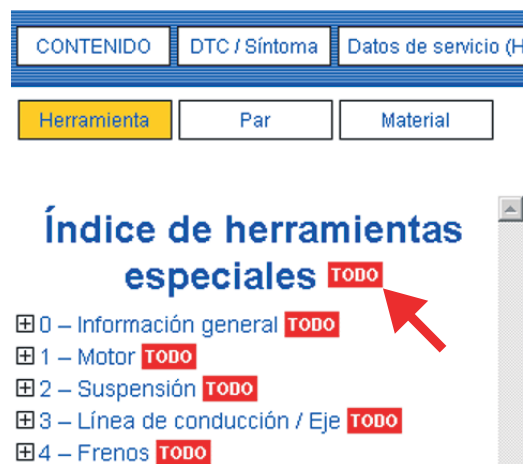 CONTENIDO DTC / Síntoma Datos de servicio (H
Herramienta Par Material
Índice de herramientas
especiales TODO
0 – Información general TODO
1 – Motor TODO
2 – Suspensión TODO
3 – Línea de conducción / Eje TODO
4 – Frenos TODO